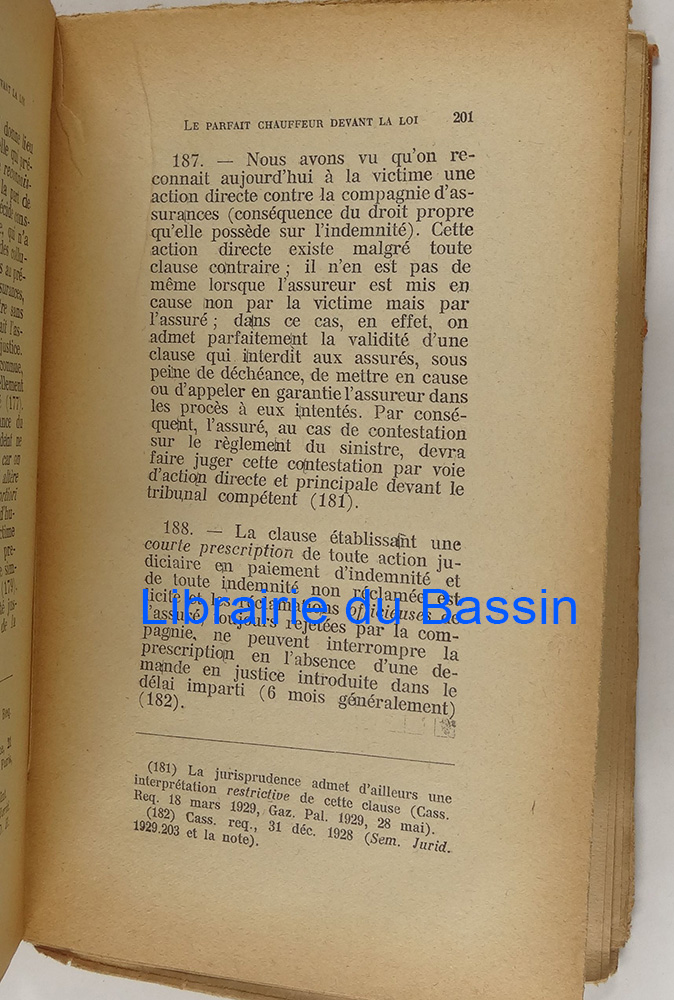 LE PARFAIT CHAUFFEUR DEVANT LA LOI 201
187. — Nous avons vu qu'on re-
connait aujourd'hui à la victime une
action directe contre la compagnie d'as-
surances (conséquence du droit propre
qu'elle possède sur l'indemnité). Cette
action directe existe malgré toute
clause contraire ; il n'en est pas de
même lorsque l'assureur est mis en
cause non par la victime mais par
l'assuré ; dans ce cas, en effet, on
admet parfaitement la validité d'une
clause qui interdit aux assurés, sous
peine de déchéance, de mettre en cause
ou d'appeler en garantie l'assureur dans
les procès à eux intentés. Par consé-
quent, l'assuré, au cas de contestation
sur le règlement du sinistre, devra
faire juger cette contestation par voie
d'action directe et principale devant le
tribunal compétent (181).
188. — La clause établissant une
courte prescription de toute action ju-
diciaire en paiement d'indemnité et
de toute indemnité non réclamée est
licite et les réclamations officieuses de
l'assuré toujours rejetées par la com-
pagnie, ne peuvent interrompre la
prescription en l'absence d'une de-
mande en justice introduite dans le
délai imparti (6 mois généralement)
(182).
(181) La jurisprudence admet d'ailleurs une
interprétation restrictive de cette clause (Cass.
Req. 18 mars 1929, Gaz. Pal. 1929, 28 mai).
(182) Cass. req., 31 déc. 1928 (Sem. Jurid.
1929.203 et la note).
Librairie du Bassin